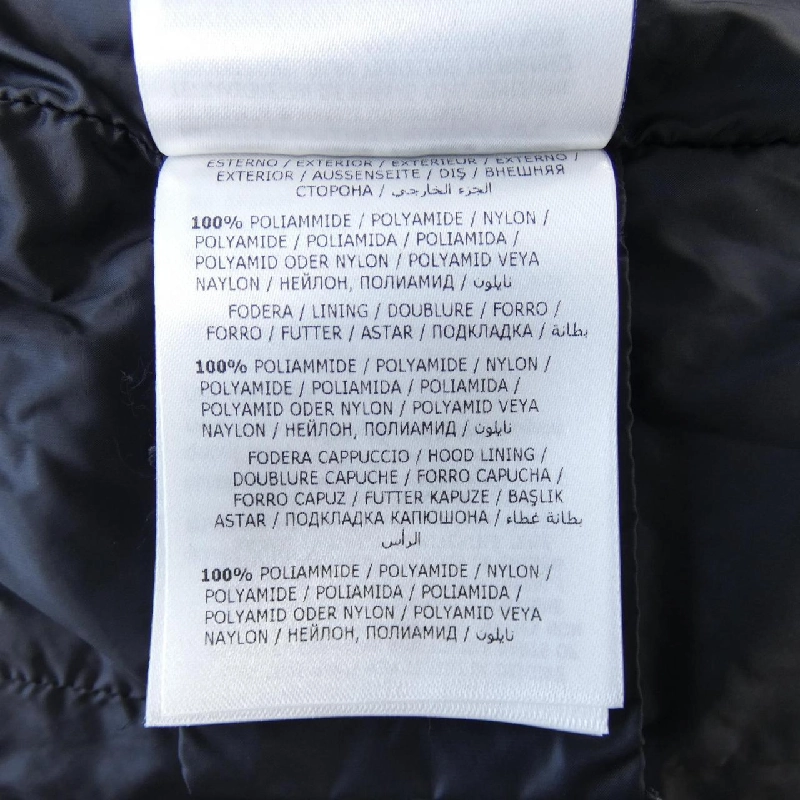 ESTERNO / EXTERIOR / EXTÉRIEUR / EXTERNO /
EXTERIOR / AUSSENSEITE / DIŞ / ВНЕШНЯЯ
СТОРОНА / الجزء الخارجي
100% POLIAMMIDE / POLYAMIDE / NYLON /
POLYAMIDE / POLIAMIDA / POLIAMIDA /
POLYAMID ODER NYLON / POLYAMID VEYA
NAYLON / НЕЙЛОН, ПОЛИАМИД / نايلون
FODERA / LINING / DOUBLURE / FORRO /
FORRO / FUTTER / ASTAR / ПОДКЛАДКА / بطانة
100% POLIAMMIDE / POLYAMIDE / NYLON /
POLYAMIDE / POLIAMIDA / POLIAMIDA /
POLYAMID ODER NYLON / POLYAMID VEYA
NAYLON / НЕЙЛОН, ПОЛИАМИД / نايلون
FODERA CAPPUCCIO / HOOD LINING /
DOUBLURE CAPUCHE / FORRO CAPUCHA /
FORRO CAPUZ / FUTTER KAPUZE / BAŞLIK
ASTAR / ПОДКЛАДКА КАПЮШОНА / بطانة غطاء
الرأس
100% POLIAMMIDE / POLYAMIDE / NYLON /
POLYAMIDE / POLIAMIDA / POLIAMIDA /
POLYAMID ODER NYLON / POLYAMID VEYA
NAYLON / НЕЙЛОН, ПОЛИАМИД / نايلون